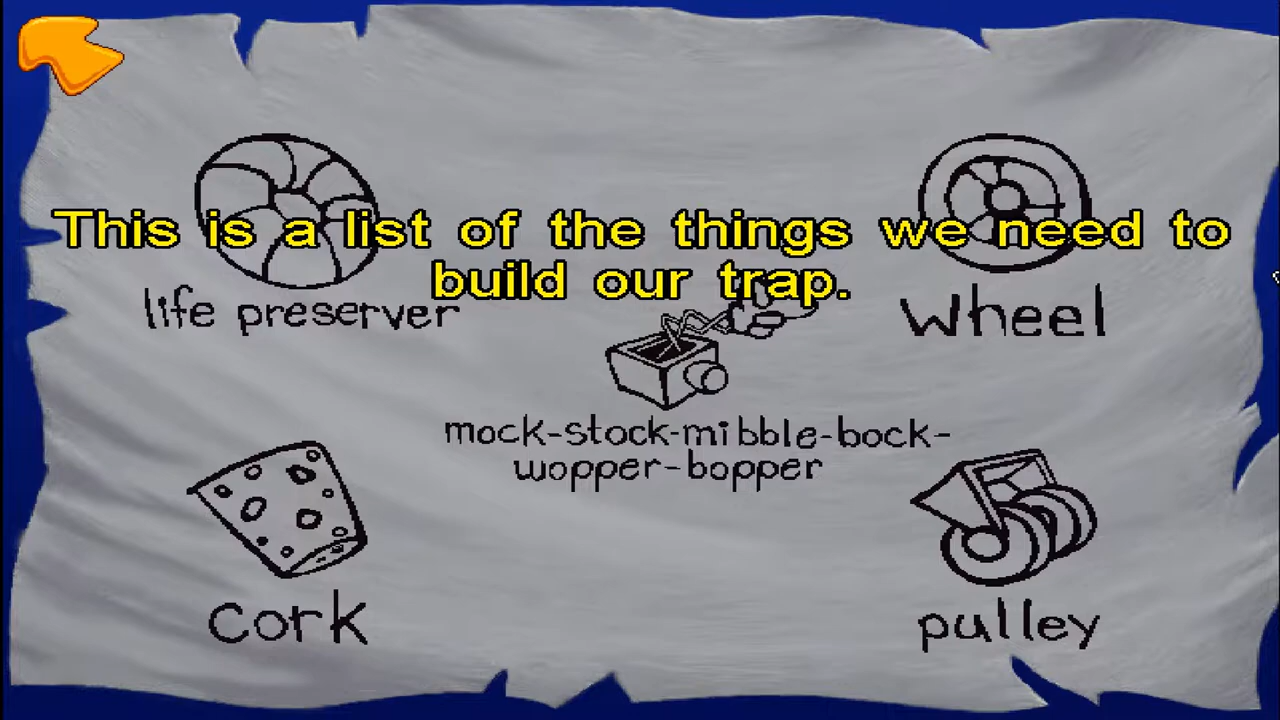 This is a list of the things we need to
build our trap.
life preserver
Wheel
mock-stock-mibble-bock-
wopper-bopper
cork
pulley